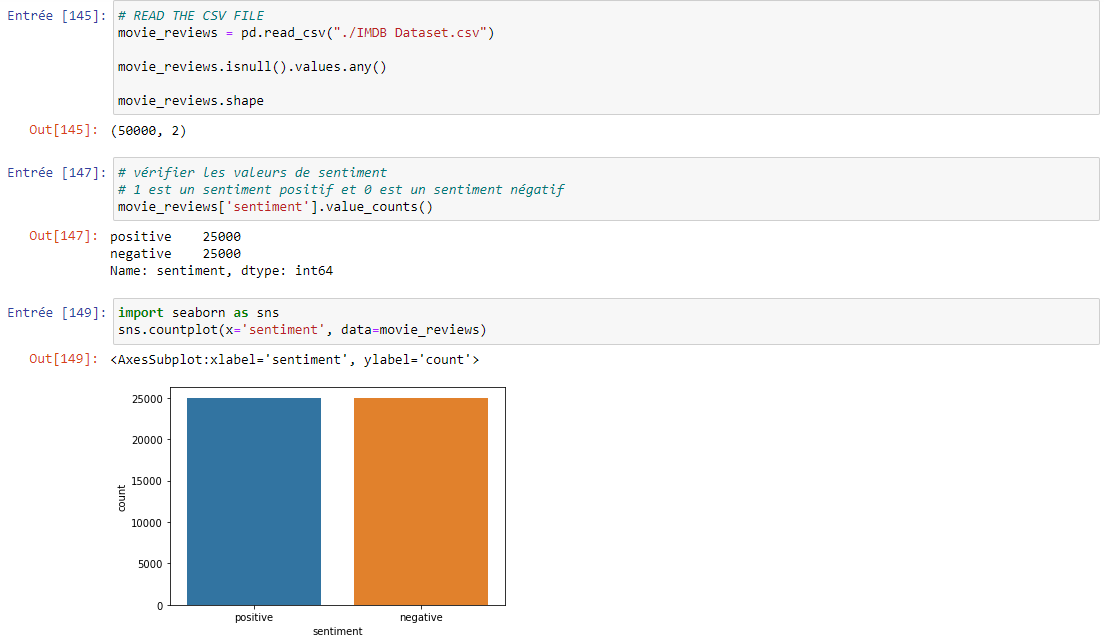 Entrée [145]: # READ THE CSV FILE
movie_reviews = pd.read_csv("./IMDB Dataset.csv")
movie_reviews.isnull().values.any()
movie_reviews.shape
Out[145]: (50000, 2)
Entrée [147]: # vérifier les valeurs de sentiment
# 1 est un sentiment positif et 0 est un sentiment négatif
movie_reviews['sentiment'].value_counts()
Out[147]: positive    25000
negative    25000
Name: sentiment, dtype: int64
Entrée [149]: import seaborn as sns
sns.countplot(x='sentiment', data=movie_reviews)
Out[149]: <AxesSubplot:xlabel='sentiment', ylabel='count'>
25000
20000
15000
10000
5000
0
count
positive negative
sentiment